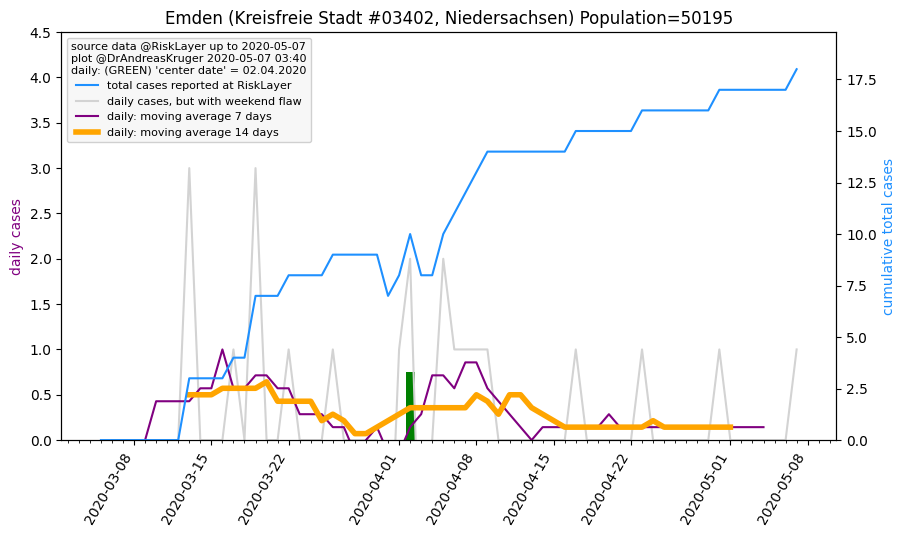 Emden (Kreisfreie Stadt #03402, Niedersachsen) Population=50195
source data @RiskLayer up to 2020-05-07
plot @DrAndreasKruger 2020-05-07 03:40
daily: (GREEN) 'center date' = 02.04.2020
total cases reported at RiskLayer
daily cases, but with weekend flaw
daily: moving average 7 days
daily: moving average 14 days
daily cases
4.5
4.0
3.5
3.0
2.5
2.0
1.5
1.0
0.5
0.0
17.5
15.0
12.5
10.0
7.5
5.0
2.5
0.0
cumulative total cases
2020-03-08
2020-03-15
2020-03-22
2020-04-01
2020-04-08
2020-04-15
2020-04-22
2020-05-01
2020-05-08